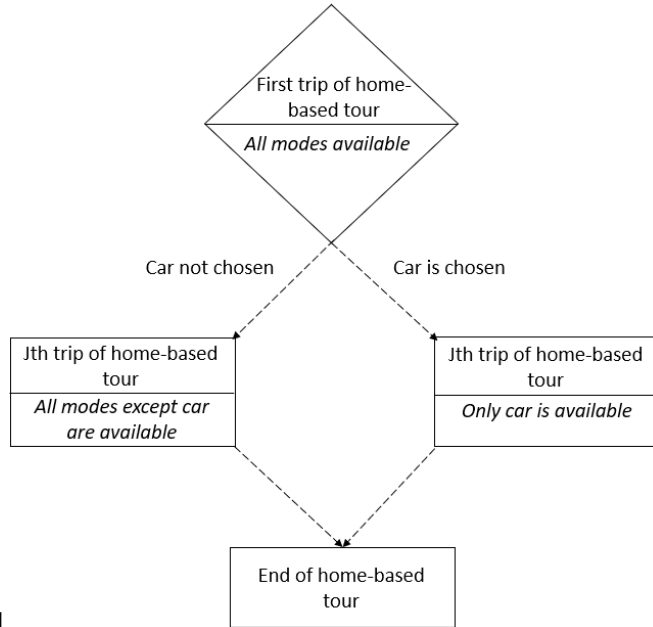 First trip of home-
based tour
All modes available
Car not chosen
Car is chosen
Jth trip of home-based
tour
All modes except car
are available
Jth trip of home-based
tour
Only car is available
End of home-based
tour